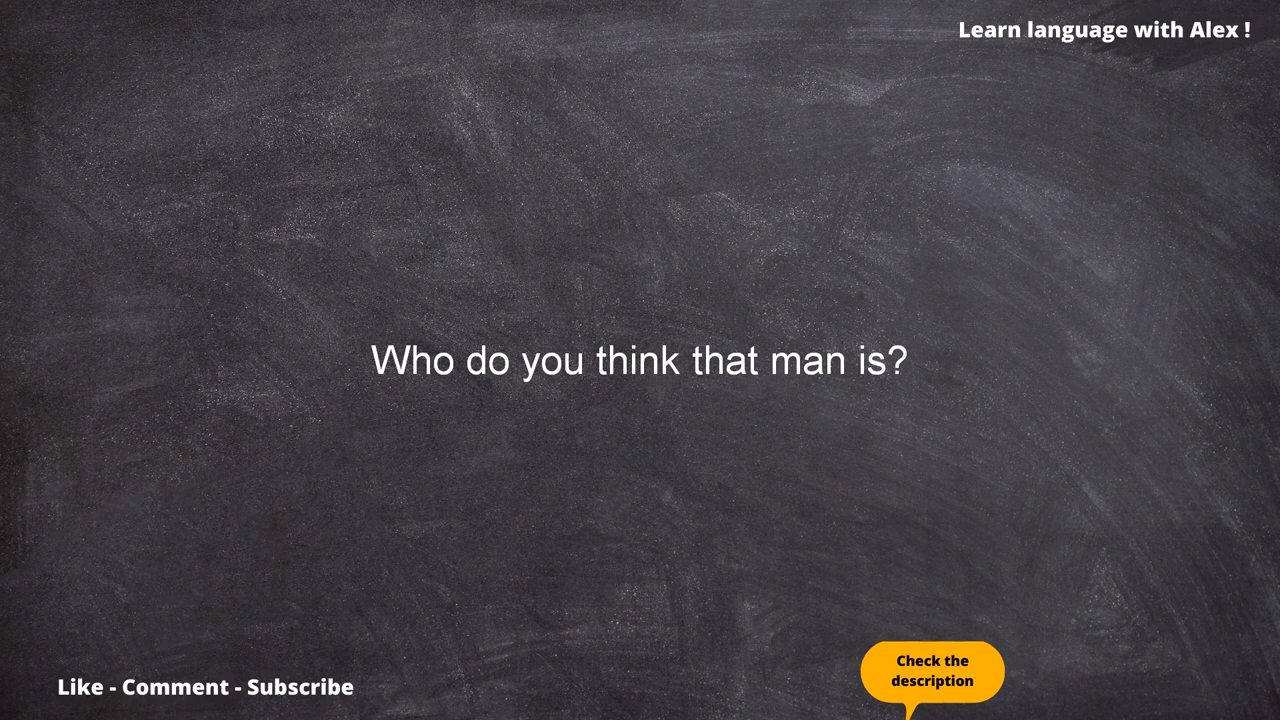 Learn language with Alex !
Who do you think that man is?
Check the
description
Like - Comment - Subscribe